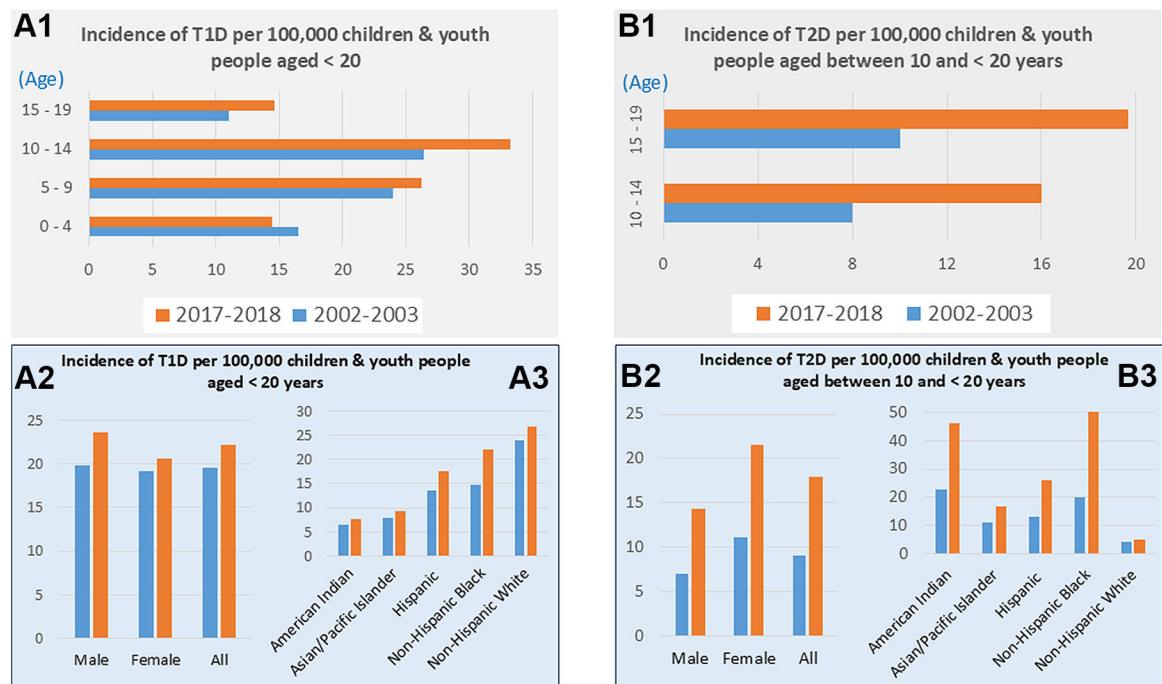 A1
Incidence of T1D per 100,000 children & youth
people aged < 20
(Age)
15 - 19
10 - 14
5 - 9
0 - 4
0 5 10 15 20 25 30 35
2017-2018 2002-2003
B1
Incidence of T2D per 100,000 children & youth
people aged between 10 and < 20 years
(Age)
15 - 19
10 - 14
0 4 8 12 16 20
2017-2018 2002-2003
A2
Incidence of T1D per 100,000 children & youth people
aged < 20 years
A3
25
20
15
10
5
0
Male Female All
30
25
20
15
10
5
0
American Indian
Asian/Pacific Islander
Hispanic
Non-Hispanic Black
Non-Hispanic White
B2
Incidence of T2D per 100,000 children & youth people
aged between 10 and < 20 years
B3
25
20
15
10
5
0
Male Female All
50
40
30
20
10
0
American Indian
Asian/Pacific Islander
Hispanic
Non-Hispanic Black
Non-Hispanic White